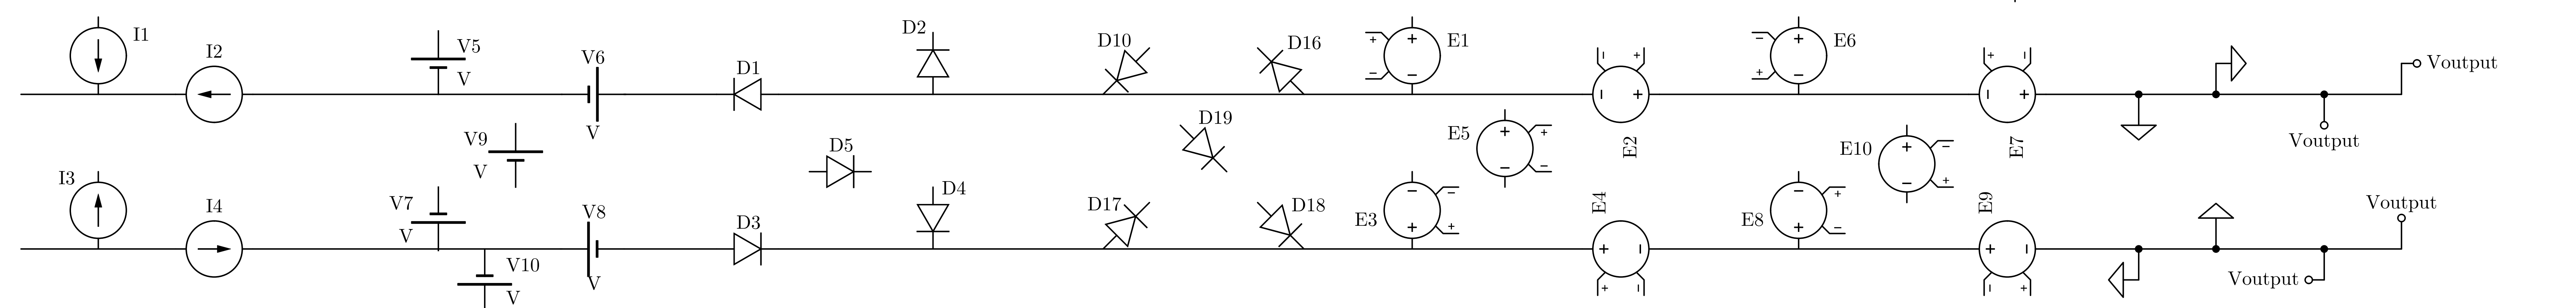 I1
I2
V5
V
V6
V
D1
D2
D10
D16
E1
E2
E6
E7
Voutput
Voutput
V9
V
D5
D19
E5
E10
I3
I4
V7
V
V10
V
V8
V
D3
D4
D17
D18
E3
E4
E8
E9
Voutput
Voutput